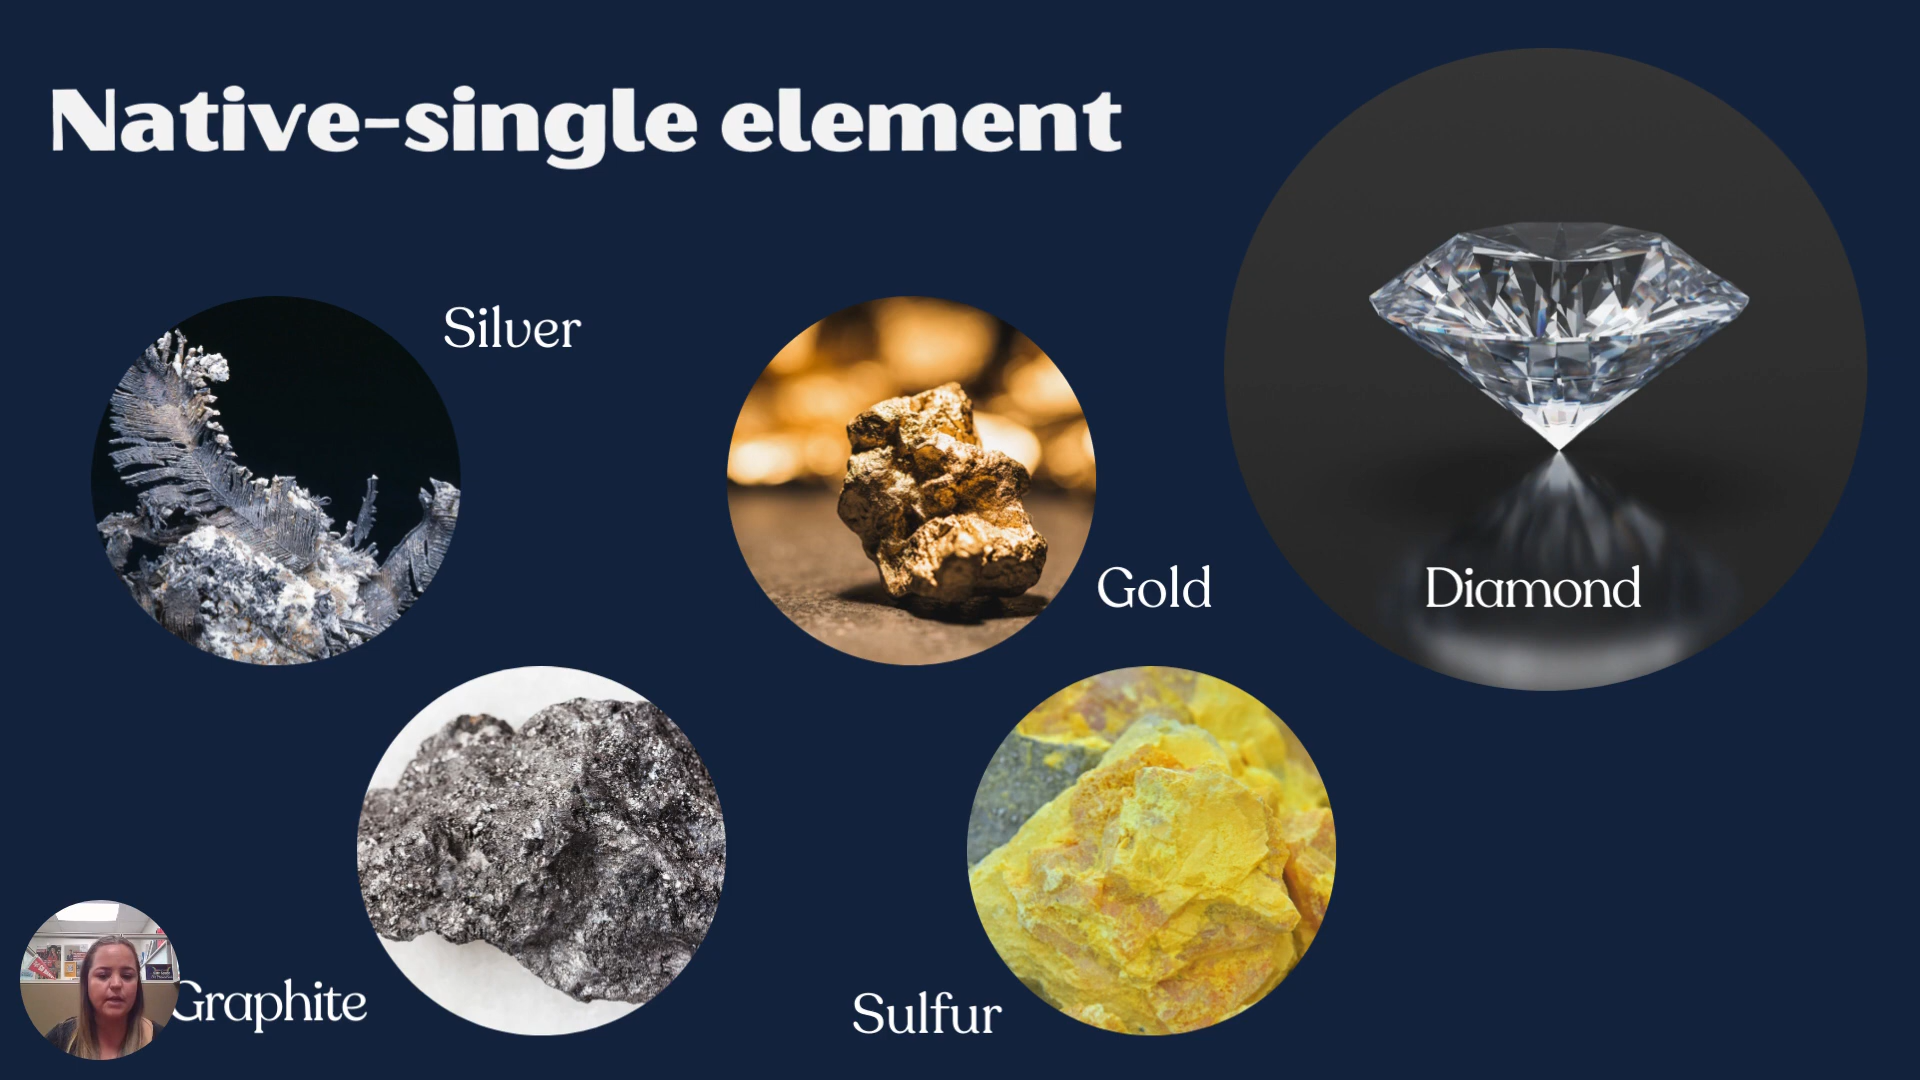 Native-single element
Silver
Gold
Diamond
Graphite
Sulfur